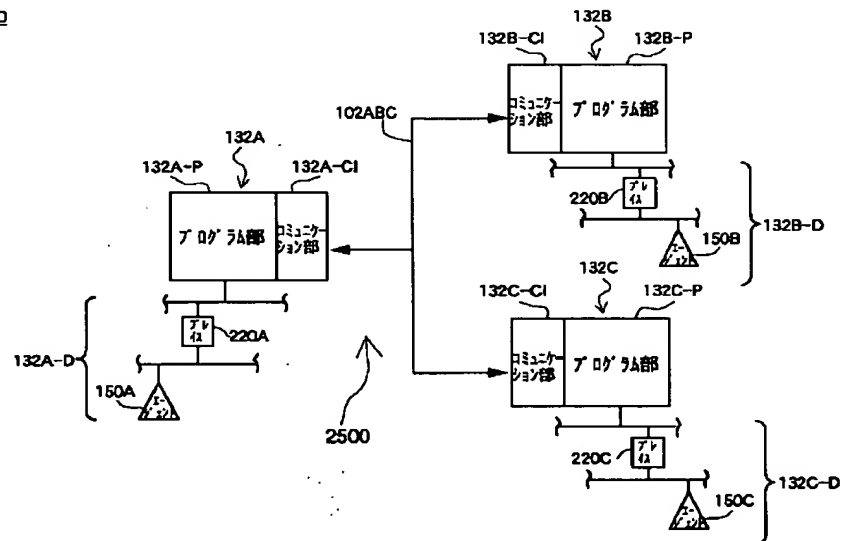 132B
132B-CI
132B-P
コミュニケー
ション部
プログラム部
102ABC
132A
132A-P
132A-CI
プログラム部
コミュニケー
ション部
プレ
イス
220B
エー
ジェント
150B
132B-D
132C
132C-CI
132C-P
コミュニケー
ション部
プログラム部
プレ
イス
220A
132A-D
150A
エー
ジェント
2500
プレ
イス
220C
エー
ジェント
150C
132C-D